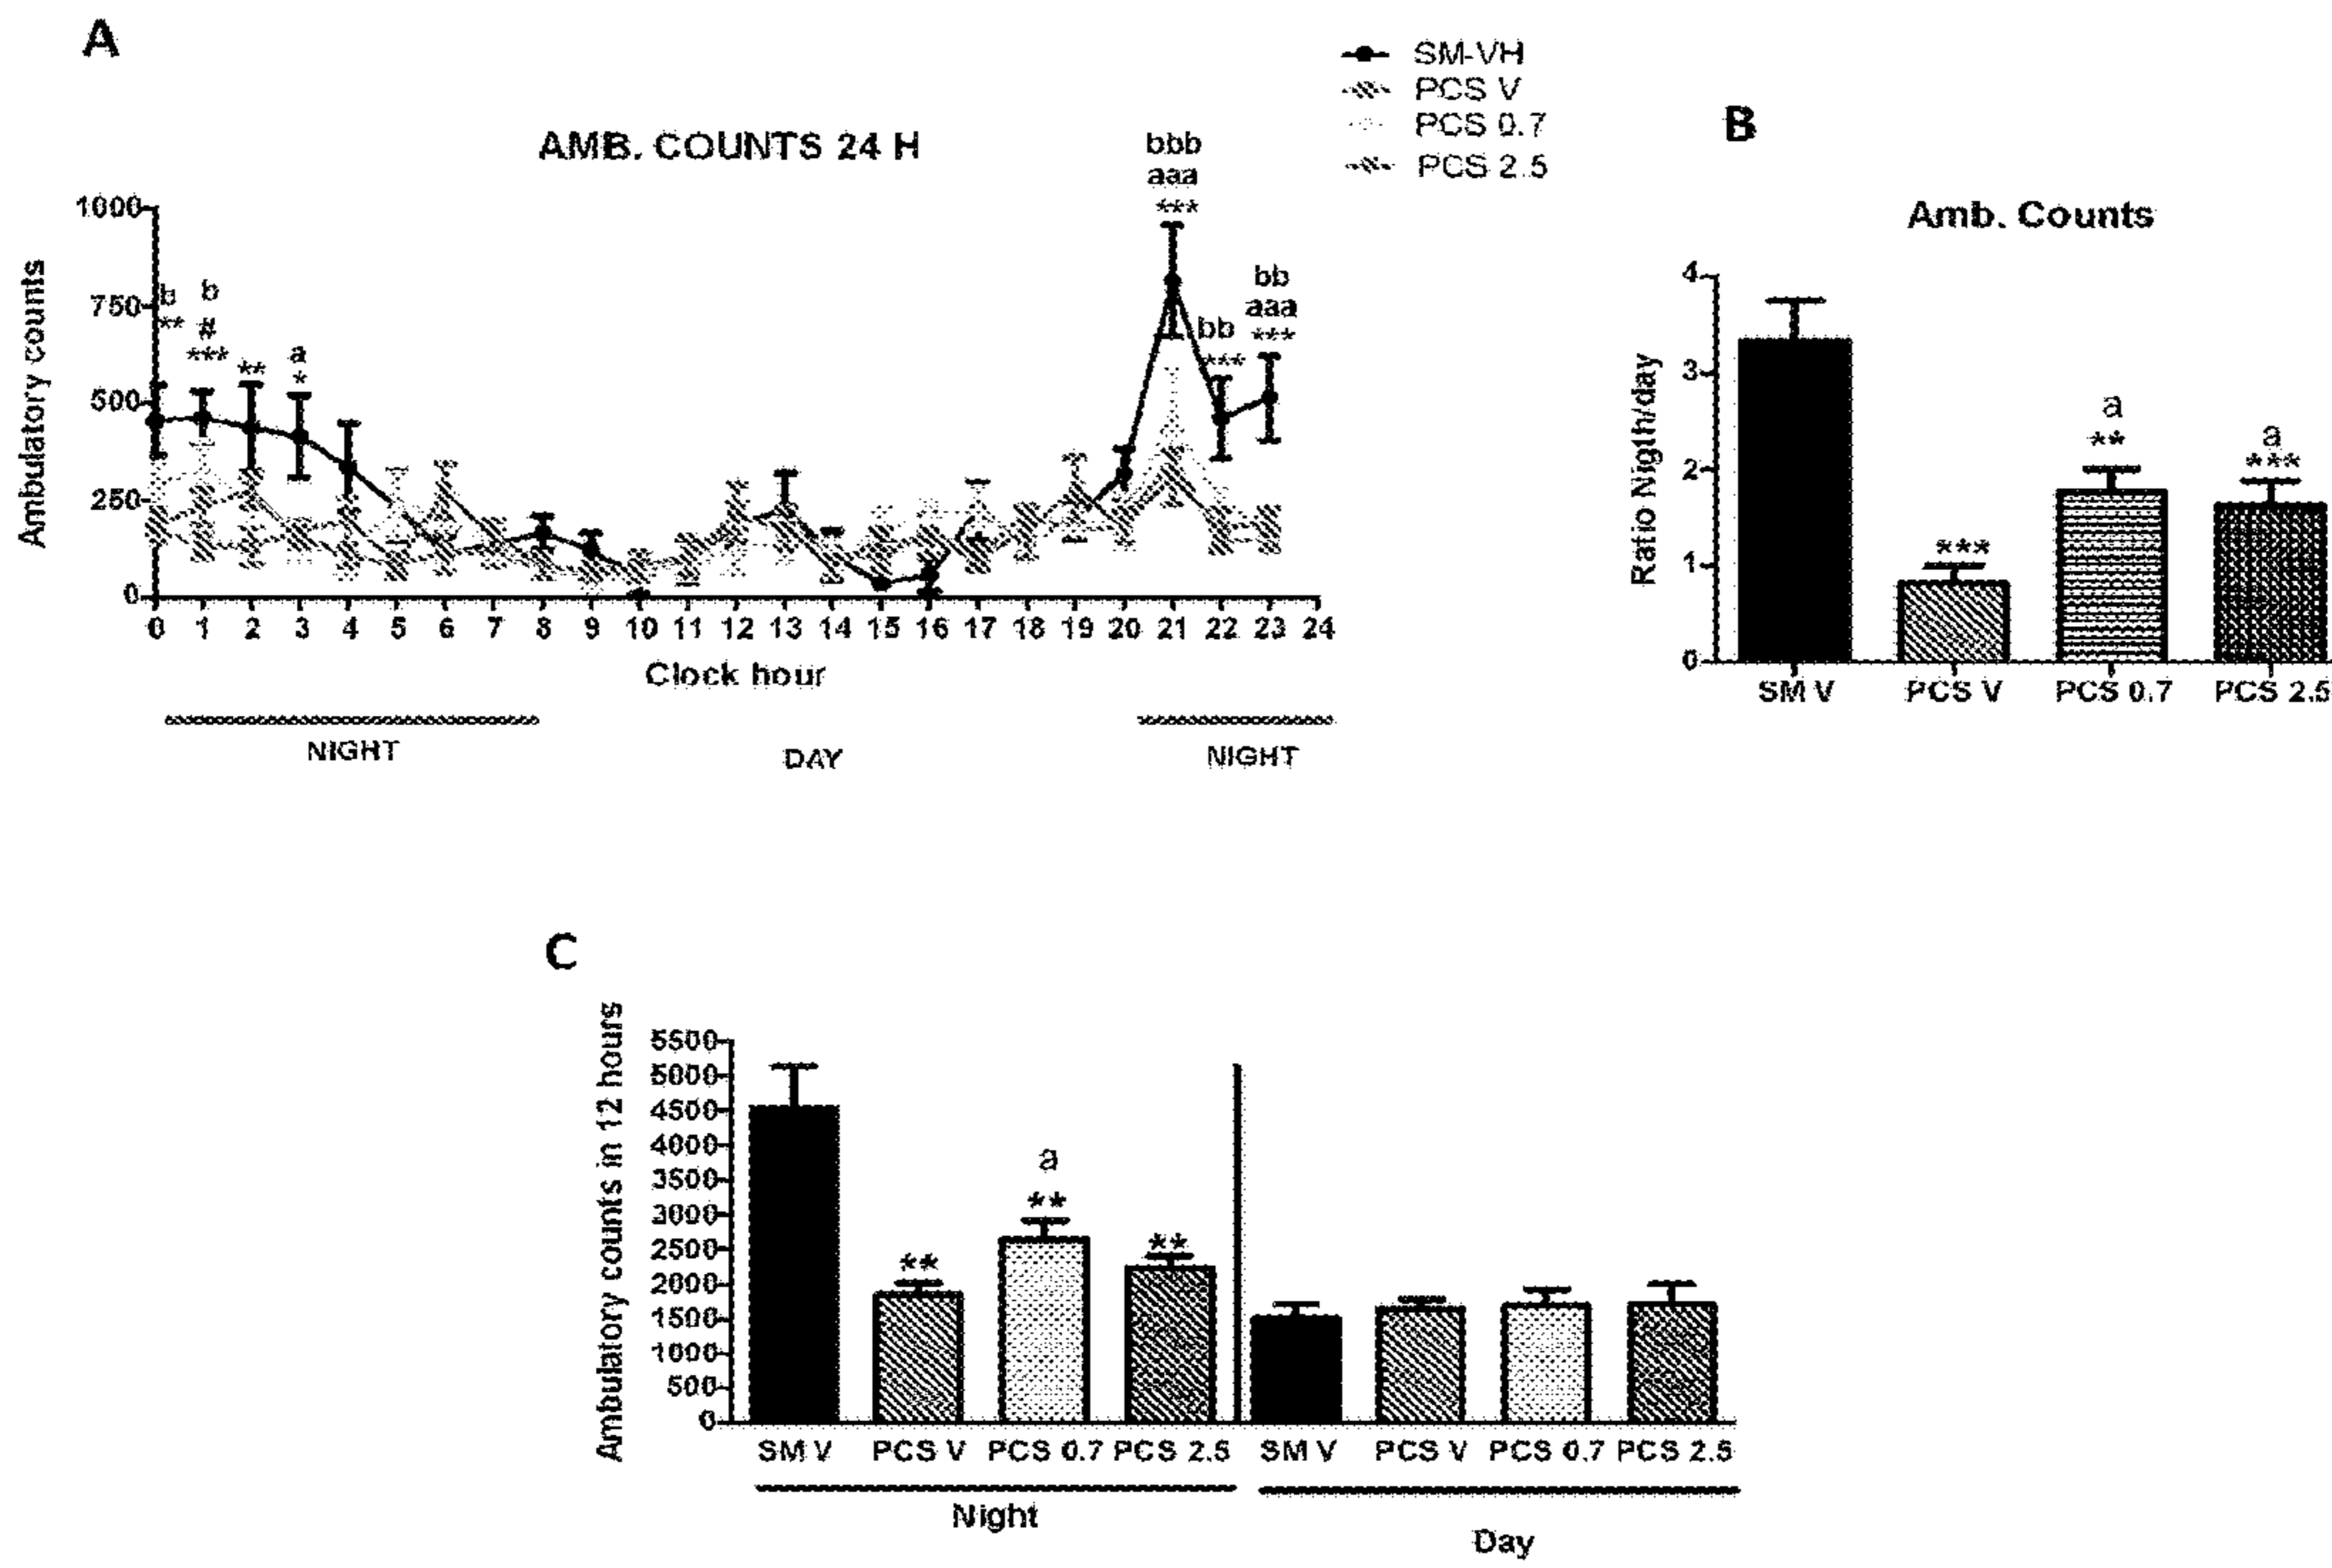 A
SM-VH
PCS V
PCS 0.7
PCS 2.5
AMB. COUNTS 24 H
bbb
aaa
***
bb
aaa
***
bb
***
b
**
b
#
***
**
a
*
Ambulatory counts
1000
750
500
250
0
0 1 2 3 4 5 6 7 8 9 10 11 12 13 14 15 16 17 18 19 20 21 22 23 24
Clock hour
NIGHT
DAY
NIGHT
B
Amb. Counts
Ratio Nigth/day
4
3
2
1
0
***
a
**
a
***
SM V PCS V PCS 0.7 PCS 2.5
C
Ambulatory counts in 12 hours
5500
5000
4500
4000
3500
3000
2500
2000
1500
1000
500
0
**
a
**
**
SM V PCS V PCS 0.7 PCS 2.5 SM V PCS V PCS 0.7 PCS 2.5
Night
Day